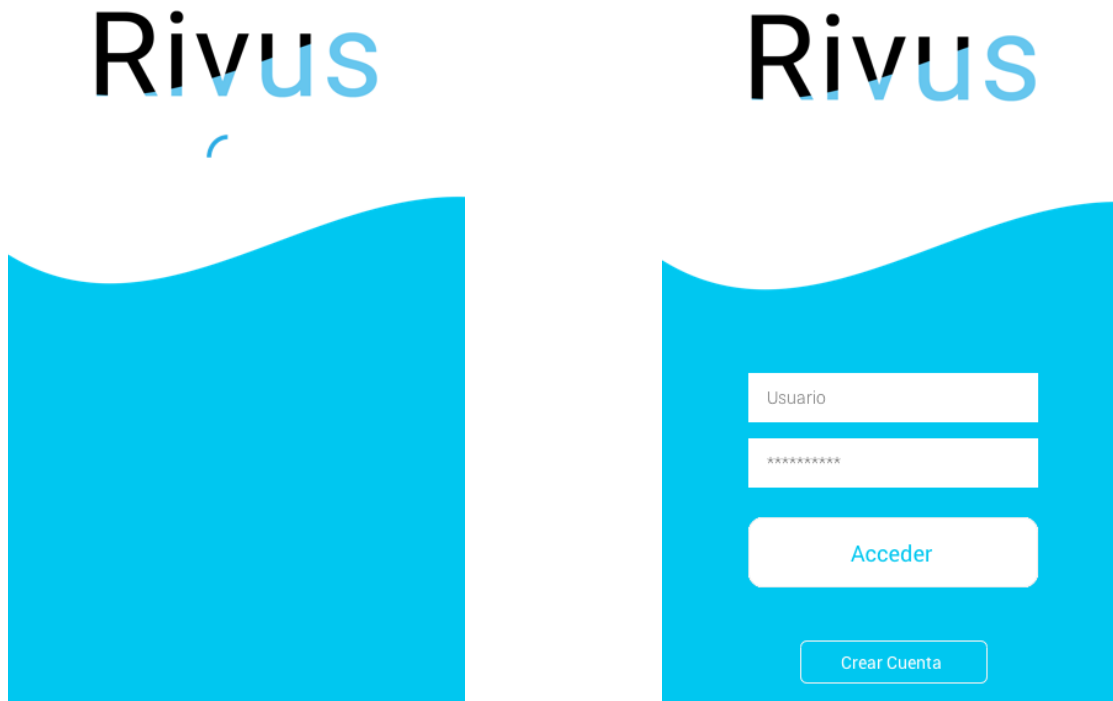 Rivus
Rivus
Usuario
**********
Acceder
Crear Cuenta